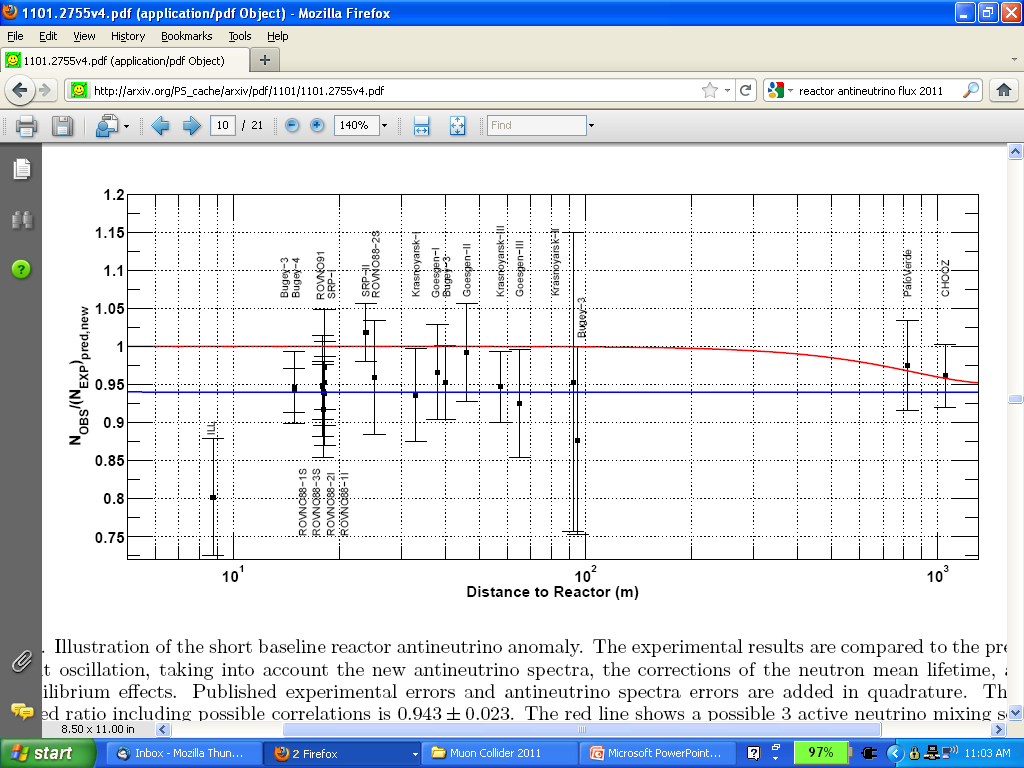 1101.2755v4.pdf (application/pdf Object) - Mozilla Firefox
File Edit View History Bookmarks Tools Help
1101.2755v4.pdf (application/pdf Object)
http://arxiv.org/PS_cache/arxiv/pdf/1101/1101.2755v4.pdf
reactor antineutrino flux 2011
10 / 21
140%
Find
1.2
1.15
1.1
1.05
1
0.95
0.9
0.85
0.8
0.75
NOBS/(NEXP)pred,new
ILL
Bugey-3
Bugey-4
ROVNO91
SRP-I
SRP-II
ROVNO88-2S
Krasnoyarsk-I
Goesgen-I
Bugey-3
Goesgen-II
Krasnoyarsk-III
Goesgen-III
Krasnoyarsk-II
Bugey-3
PaloVerde
CHOOZ
ROVNO88-1S
ROVNO88-3S
ROVNO88-2I
ROVNO88-1I
10¹
10²
10³
Distance to Reactor (m)
. Illustration of the short baseline reactor antineutrino anomaly. The experimental results are compared to the pre
t oscillation, taking into account the new antineutrino spectra, the corrections of the neutron mean lifetime, a
ilibrium effects. Published experimental errors and antineutrino spectra errors are added in quadrature. Th
ed ratio including possible correlations is 0.943 ± 0.023. The red line shows a possible 3 active neutrino mixing s
8.50 x 11.00 in
start
Inbox - Mozilla Thun...
2 Firefox
Muon Collider 2011
Microsoft PowerPoint...
97%
11:03 AM